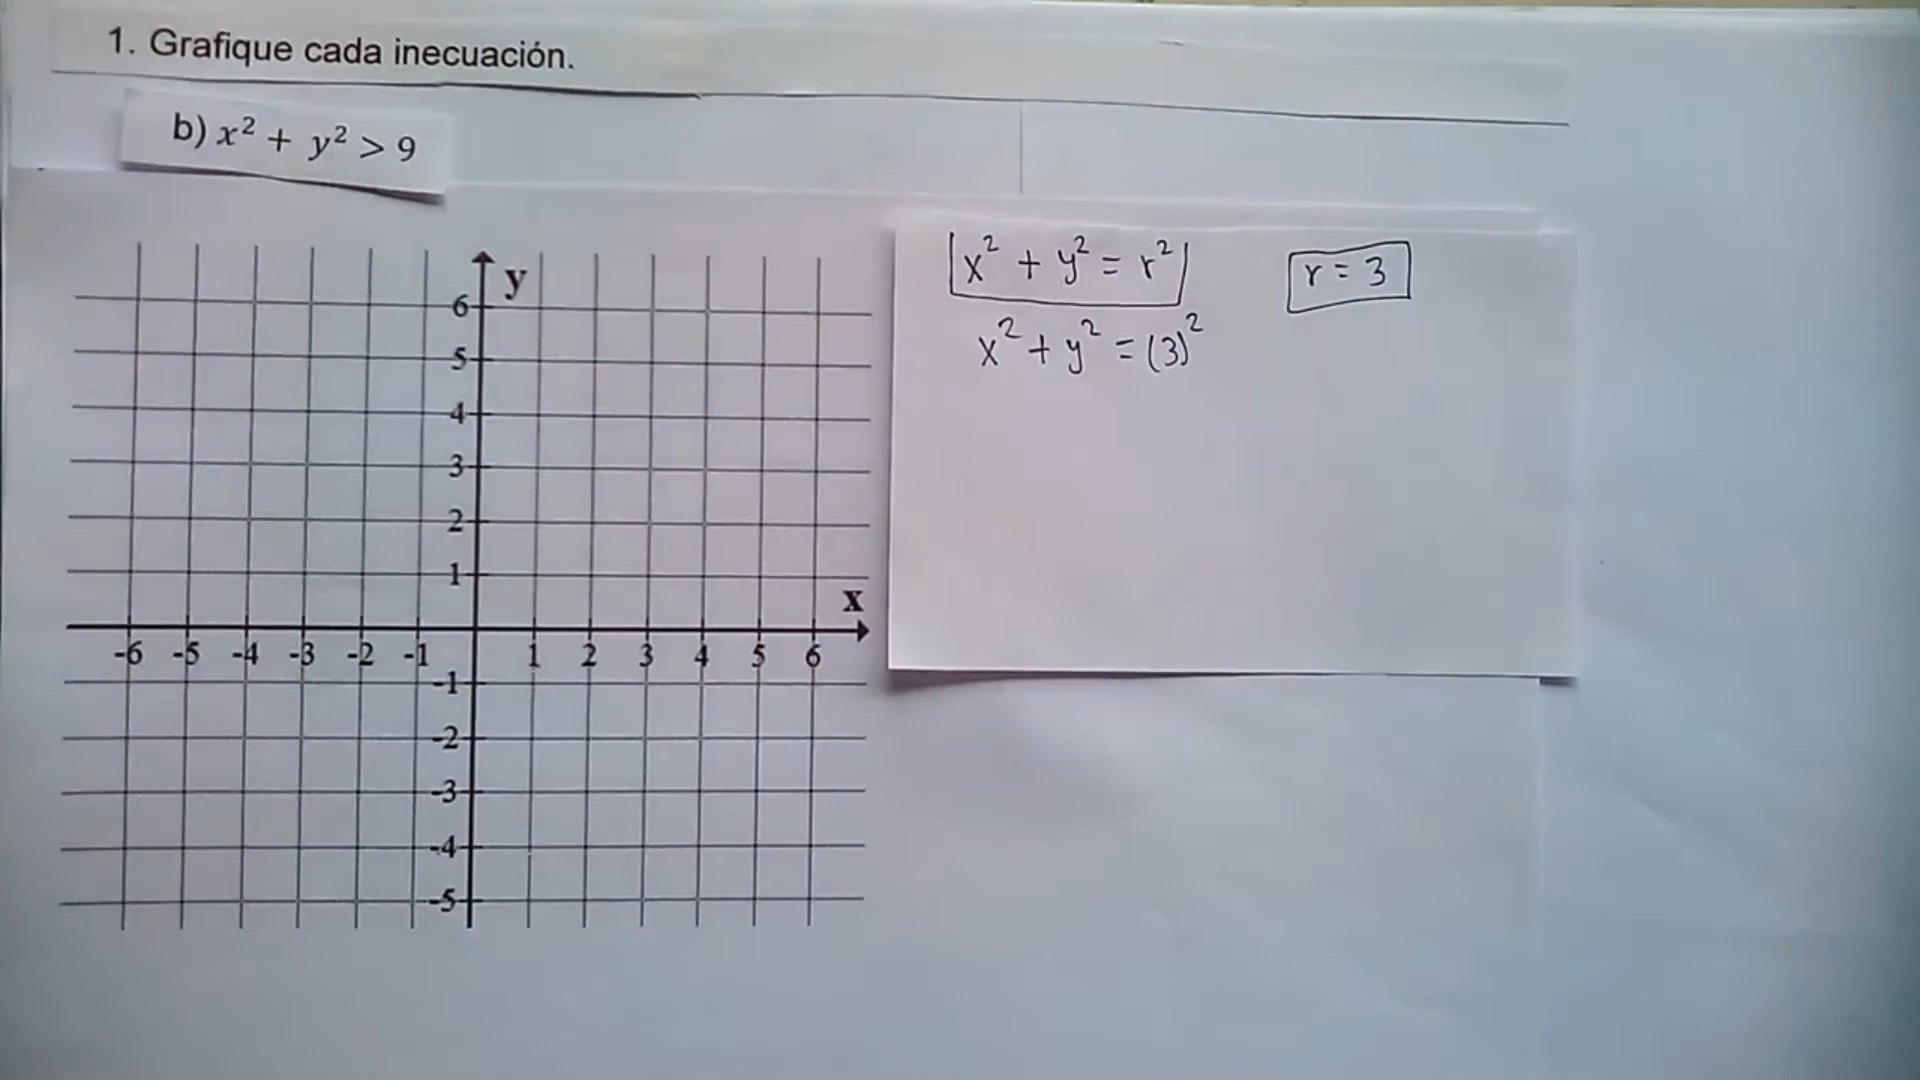 1. Grafique cada inecuación.
b) x² + y² > 9
x² + y² = r²
r = 3
x² + y² = (3)²
y
6
5
4
3
2
1
x
-6 -5 -4 -3 -2 -1 1 2 3 4 5 6
-1
-2
-3
-4
-5